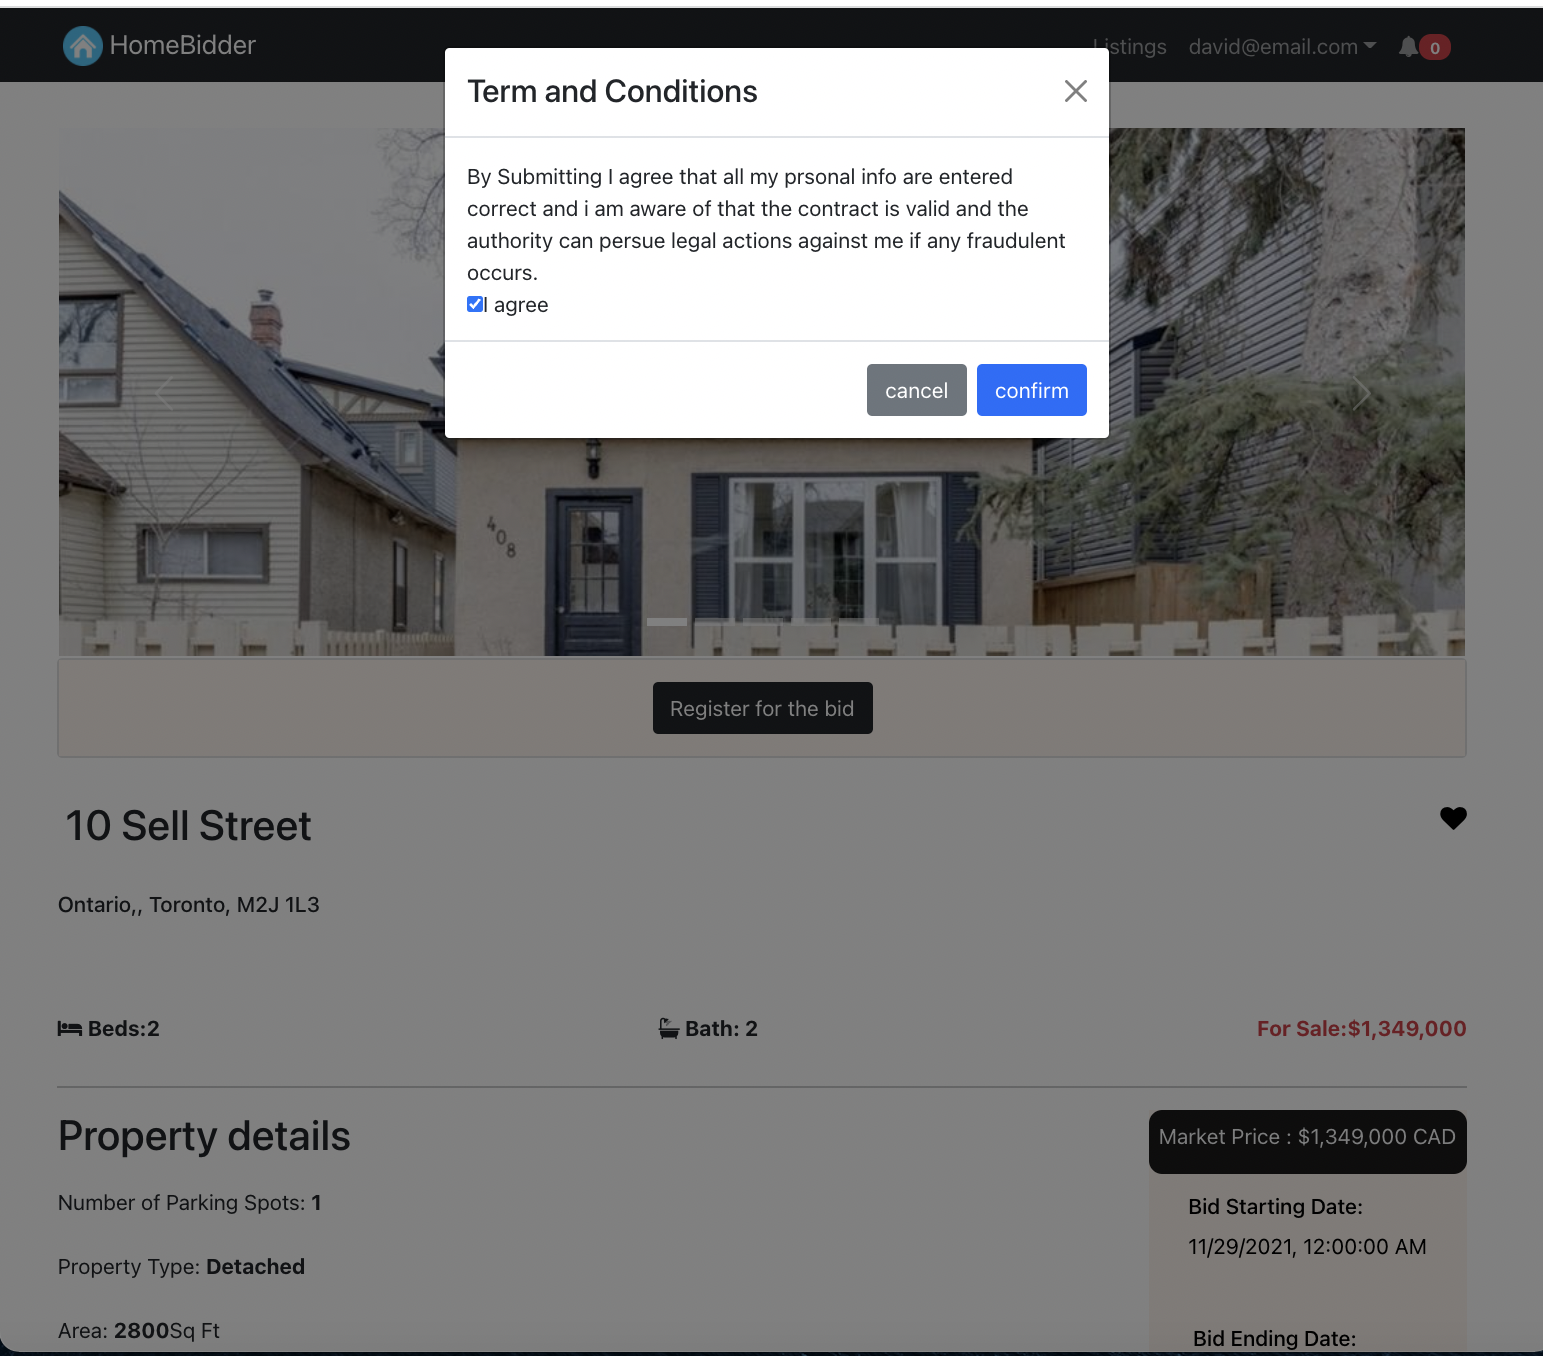 HomeBidder
Listings david@email.com 0
Term and Conditions
By Submitting I agree that all my prsonal info are entered
correct and i am aware of that the contract is valid and the
authority can persue legal actions against me if any fraudulent
occurs.
I agree
cancel confirm
408
Register for the bid
10 Sell Street
Ontario,, Toronto, M2J 1L3
Beds:2 Bath: 2 For Sale:$1,349,000
Property details
Number of Parking Spots: 1
Property Type: Detached
Area: 2800Sq Ft
Market Price : $1,349,000 CAD
Bid Starting Date:
11/29/2021, 12:00:00 AM
Bid Ending Date: